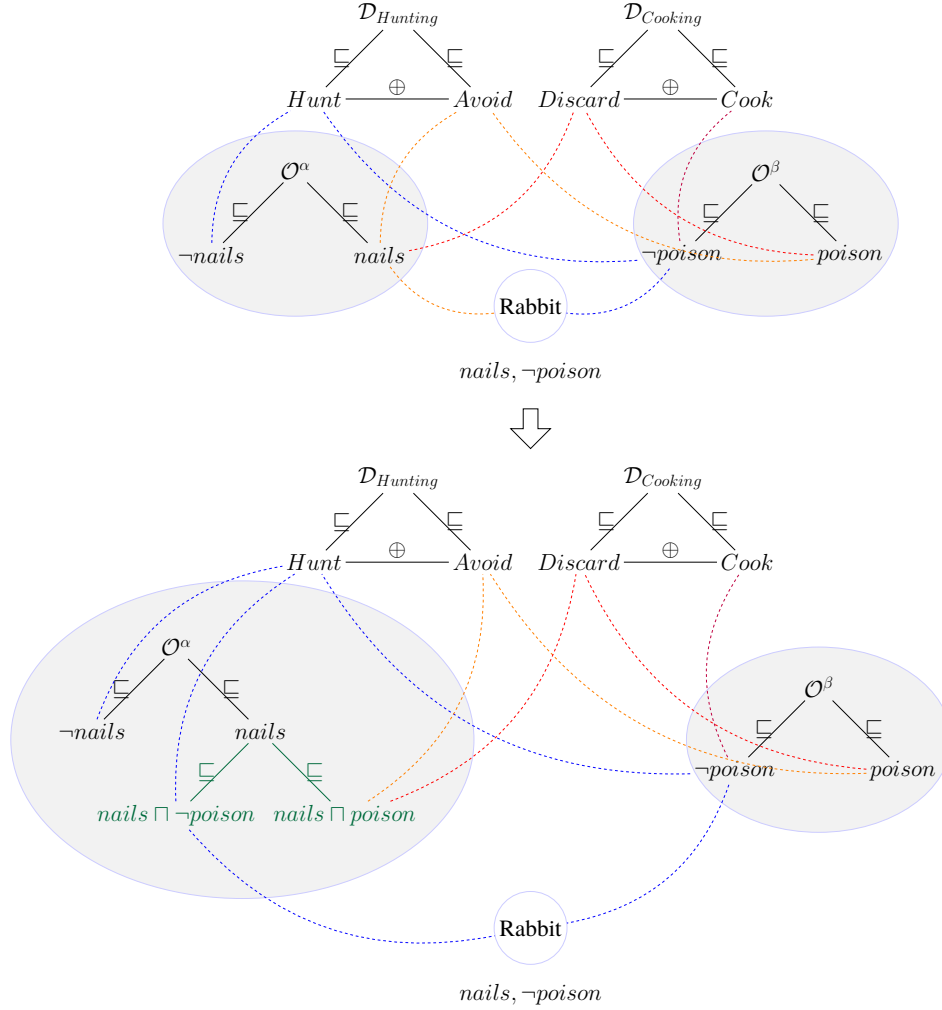 𝒟_Hunting 𝒟_Cooking
⊑ ⊑ ⊑ ⊑
Hunt ⊕ Avoid Discard ⊕ Cook
𝒪^α 𝒪^β
⊑ ⊑ ⊑ ⊑
¬nails nails ¬poison poison
Rabbit
nails, ¬poison
𝒟_Hunting 𝒟_Cooking
⊑ ⊑ ⊑ ⊑
Hunt ⊕ Avoid Discard ⊕ Cook
𝒪^α
⊑ ⊑
𝒪^β
¬nails nails
⊑ ⊑
⊑ ⊑
¬poison poison
nails ⊓ ¬poison nails ⊓ poison
Rabbit
nails, ¬poison